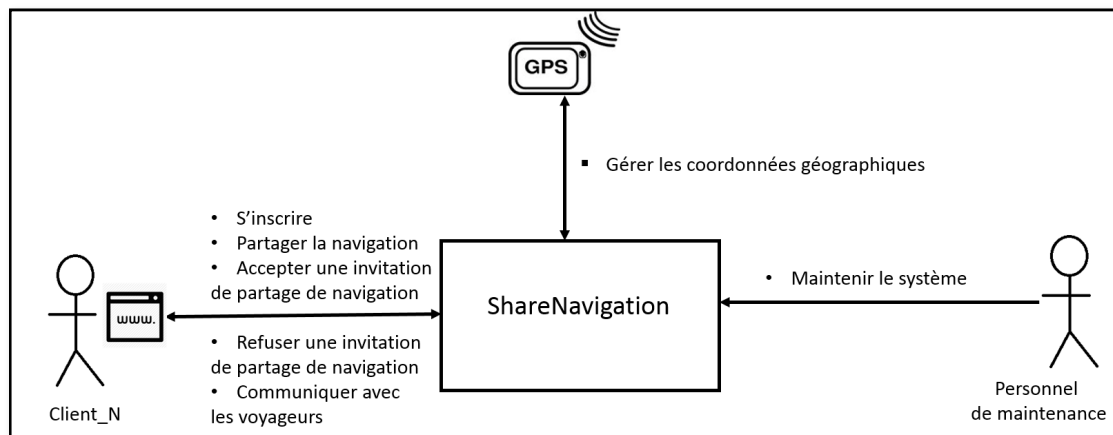 GPS
▪ Gérer les coordonnées géographiques
• S’inscrire
• Partager la navigation
• Accepter une invitation
de partage de navigation
www.
• Refuser une invitation
de partage de navigation
• Communiquer avec
les voyageurs
Client_N
ShareNavigation
• Maintenir le système
Personnel
de maintenance